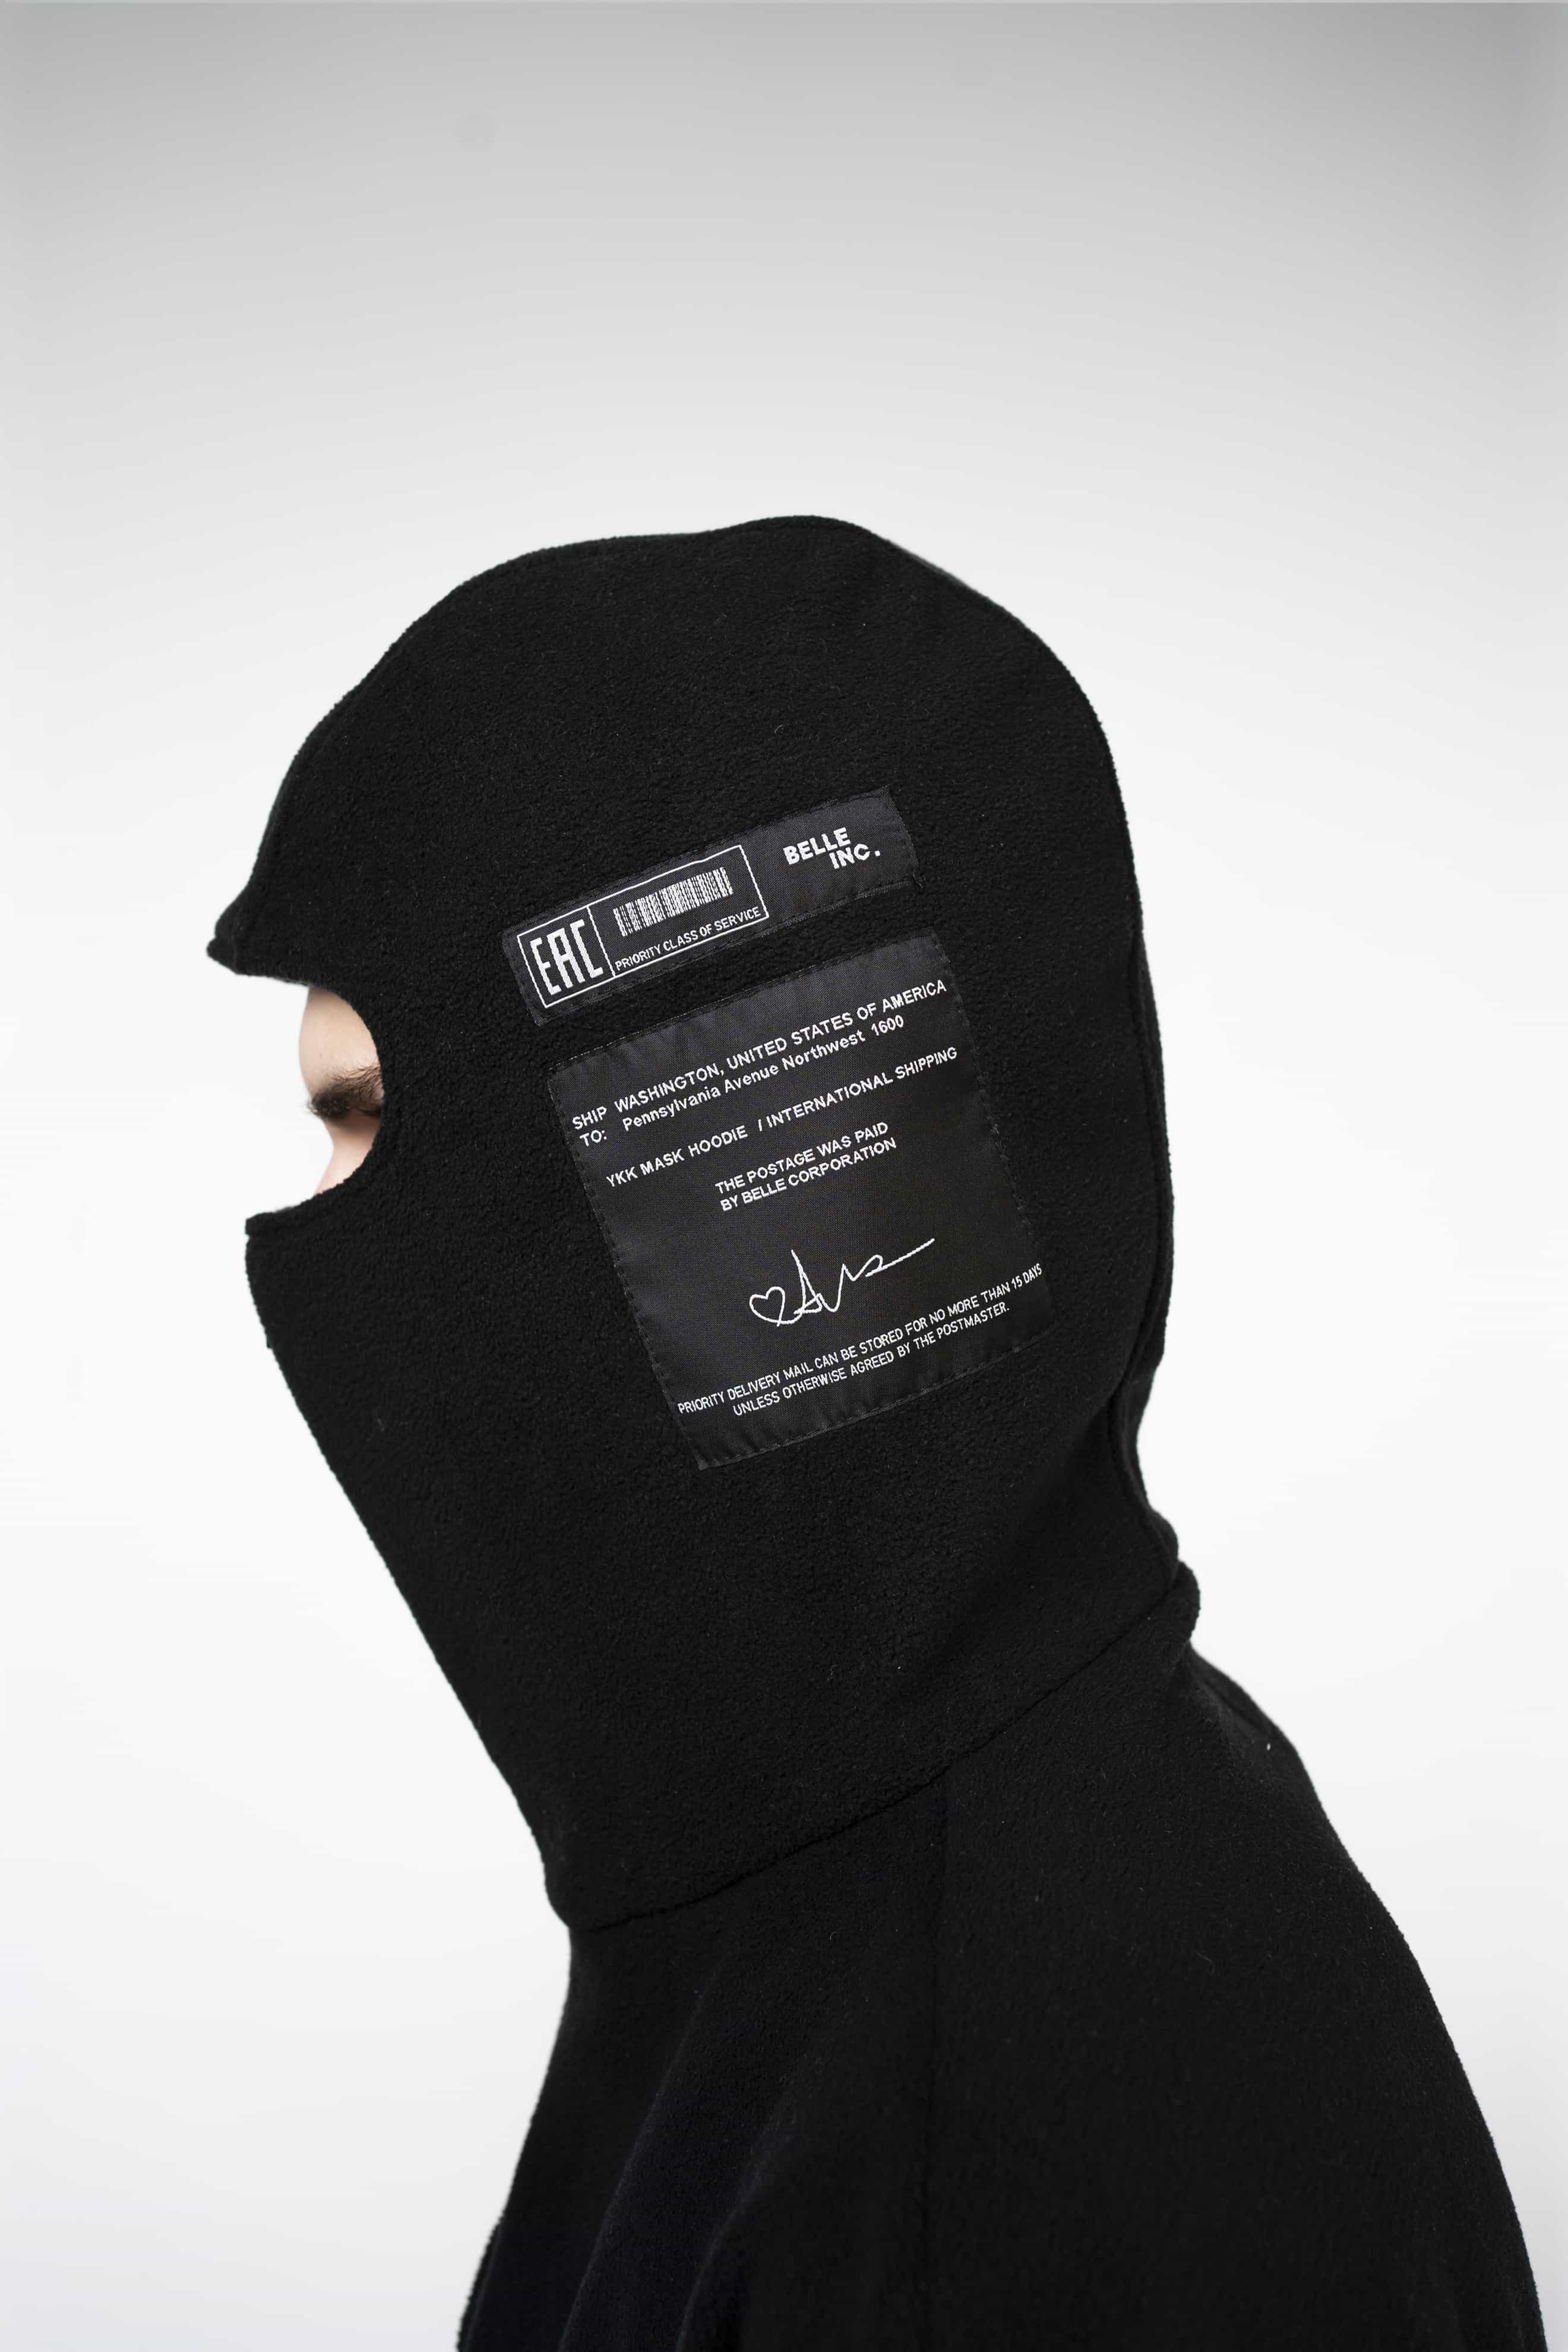 BELLE
INC.
EAC
PRIORITY CLASS OF SERVICE
SHIP WASHINGTON, UNITED STATES OF AMERICA
TO: Pennsylvania Avenue Northwest 1600
YKK MASK HOODIE / INTERNATIONAL SHIPPING
THE POSTAGE WAS PAID
BY BELLE CORPORATION
PRIORITY DELIVERY MAIL CAN BE STORED FOR NO MORE THAN 15 DAYS
UNLESS OTHERWISE AGREED BY THE POSTMASTER.